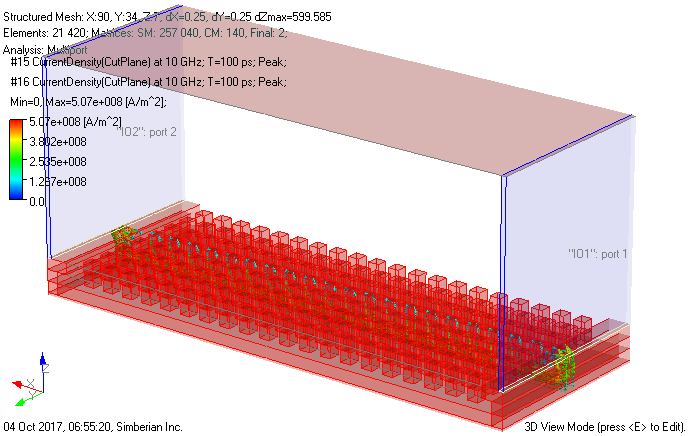 Structured Mesh: X:90, Y:34, Z:7, dX=0.25, dY=0.25 dZmax=599.585
Elements: 21 420; Matrices: SM: 257 040, CM: 140, Final: 2;
Analysis: Multiport
#15 CurrentDensity(CutPlane) at 10 GHz; T=100 ps; Peak;
#16 CurrentDensity(CutPlane) at 10 GHz; T=100 ps; Peak;
Min=0, Max=5.07e+008 [A/m^2];
5.07e+008 [A/m^2]
"IO2": port 2
3.802e+008
2.535e+008
1.267e+008
0.0
"IO1": port 1
Z
X
Y
04 Oct 2017, 06:55:20, Simberian Inc.
3D View Mode (press <E> to Edit).